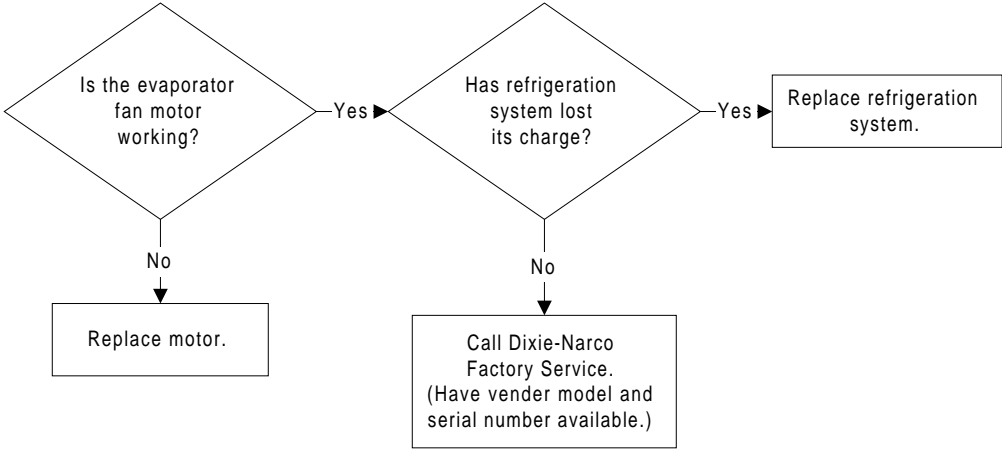 Is the evaporator
fan motor
working?
Yes
Has refrigeration
system lost
its charge?
Yes
Replace refrigeration
system.
No
Replace motor.
No
Call Dixie-Narco
Factory Service.
(Have vender model and
serial number available.)